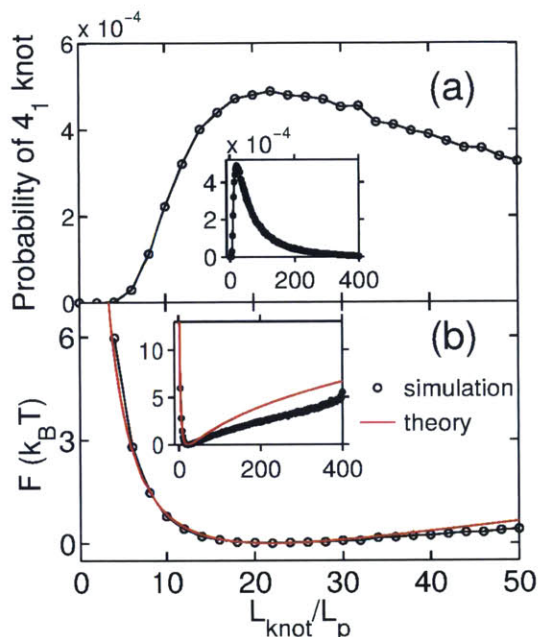 × 10⁻⁴
6
4
2
0
Probability of 4₁ knot
(a)
× 10⁻⁴
4
2
0
0 200 400
(b)
6
3
0
F (k_BT)
10
5
0
0 200 400
simulation
theory
0 10 20 30 40 50
L_knot/L_p